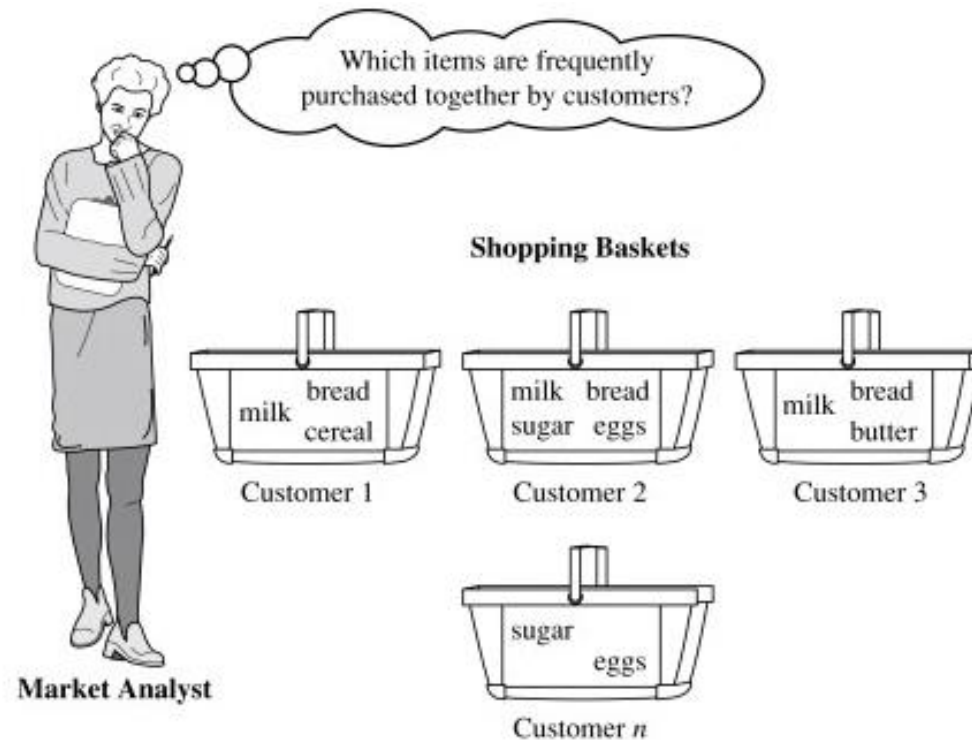 Which items are frequently
purchased together by customers?
Shopping Baskets
milk bread
cereal
Customer 1
milk bread
sugar eggs
Customer 2
milk bread
butter
Customer 3
sugar
eggs
Customer n
Market Analyst